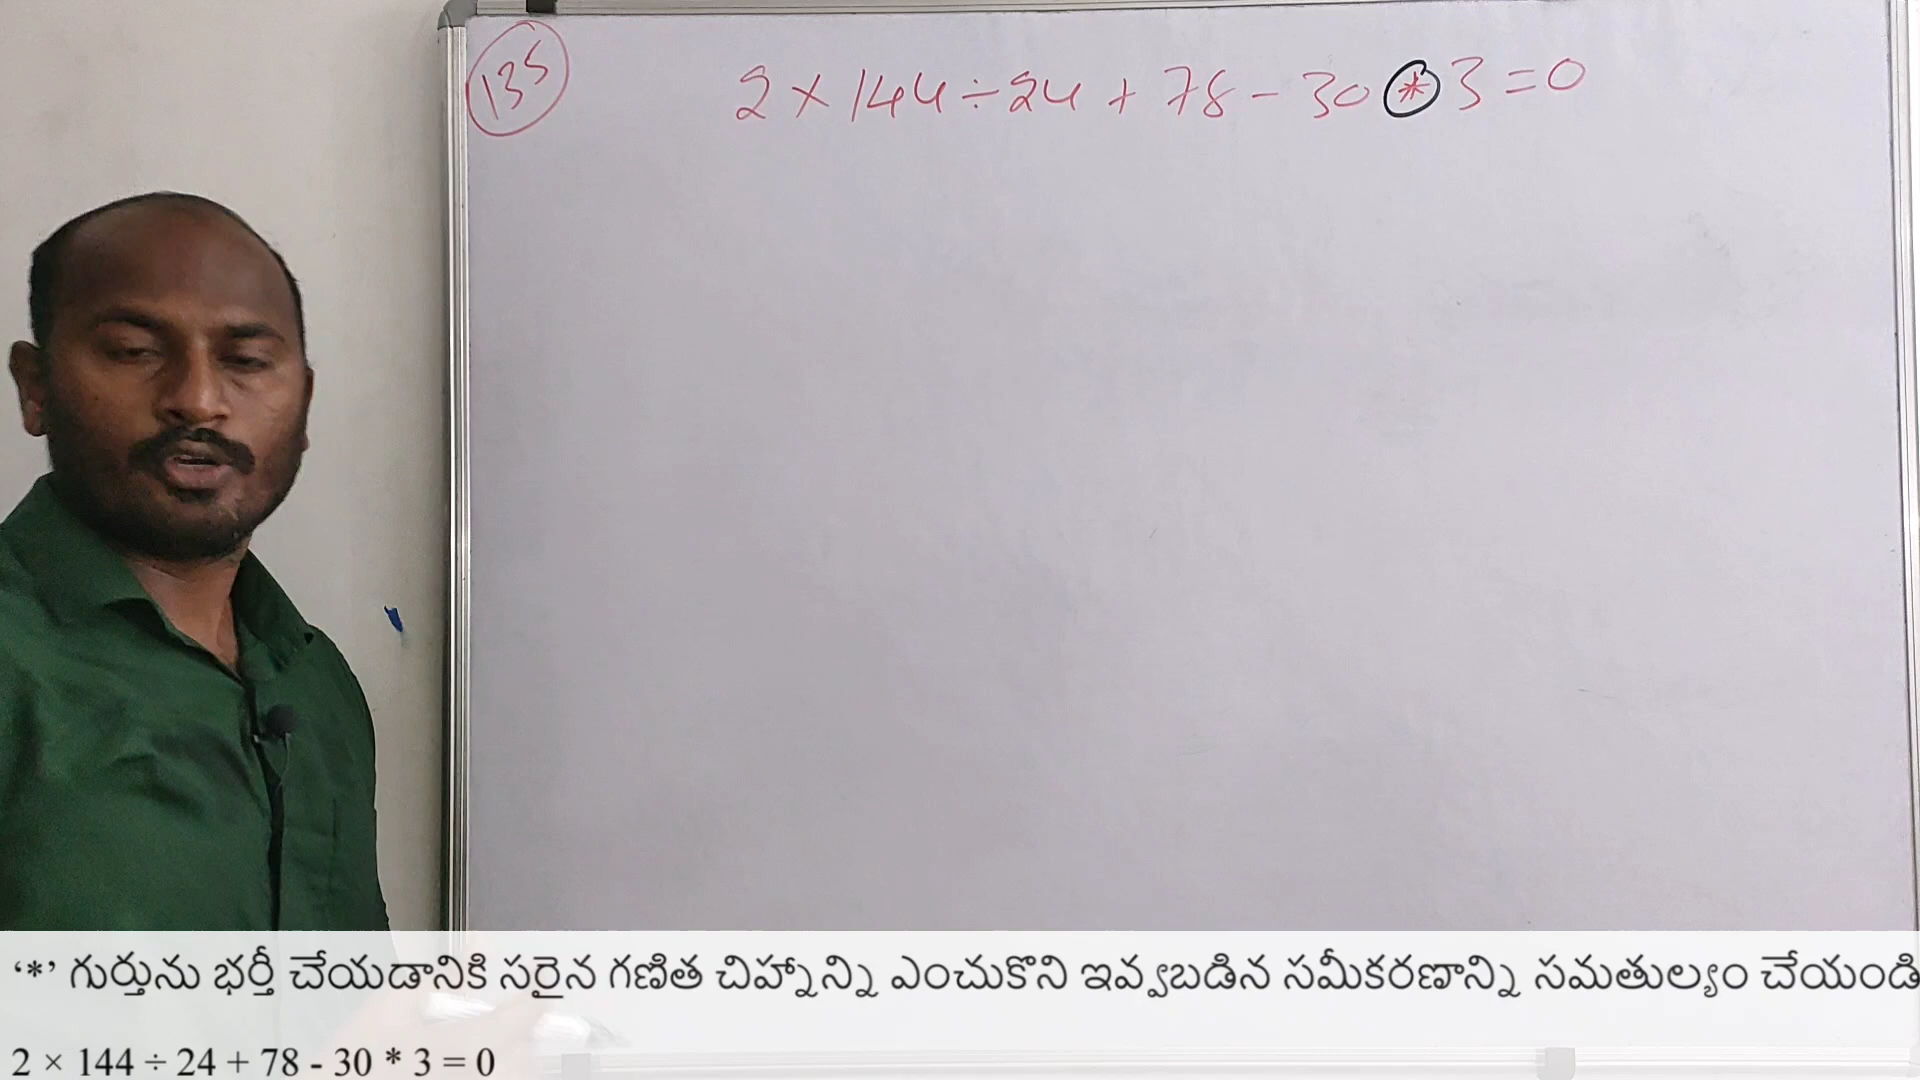 135
2 × 144 ÷ 24 + 78 - 30 * 3 = 0
‘*’ గుర్తును భర్తీ చేయడానికి సరైన గణిత చిహ్నాన్ని ఎంచుకొని ఇవ్వబడిన సమీకరణాన్ని సమతుల్యం చేయండి
2 × 144 ÷ 24 + 78 - 30 * 3 = 0